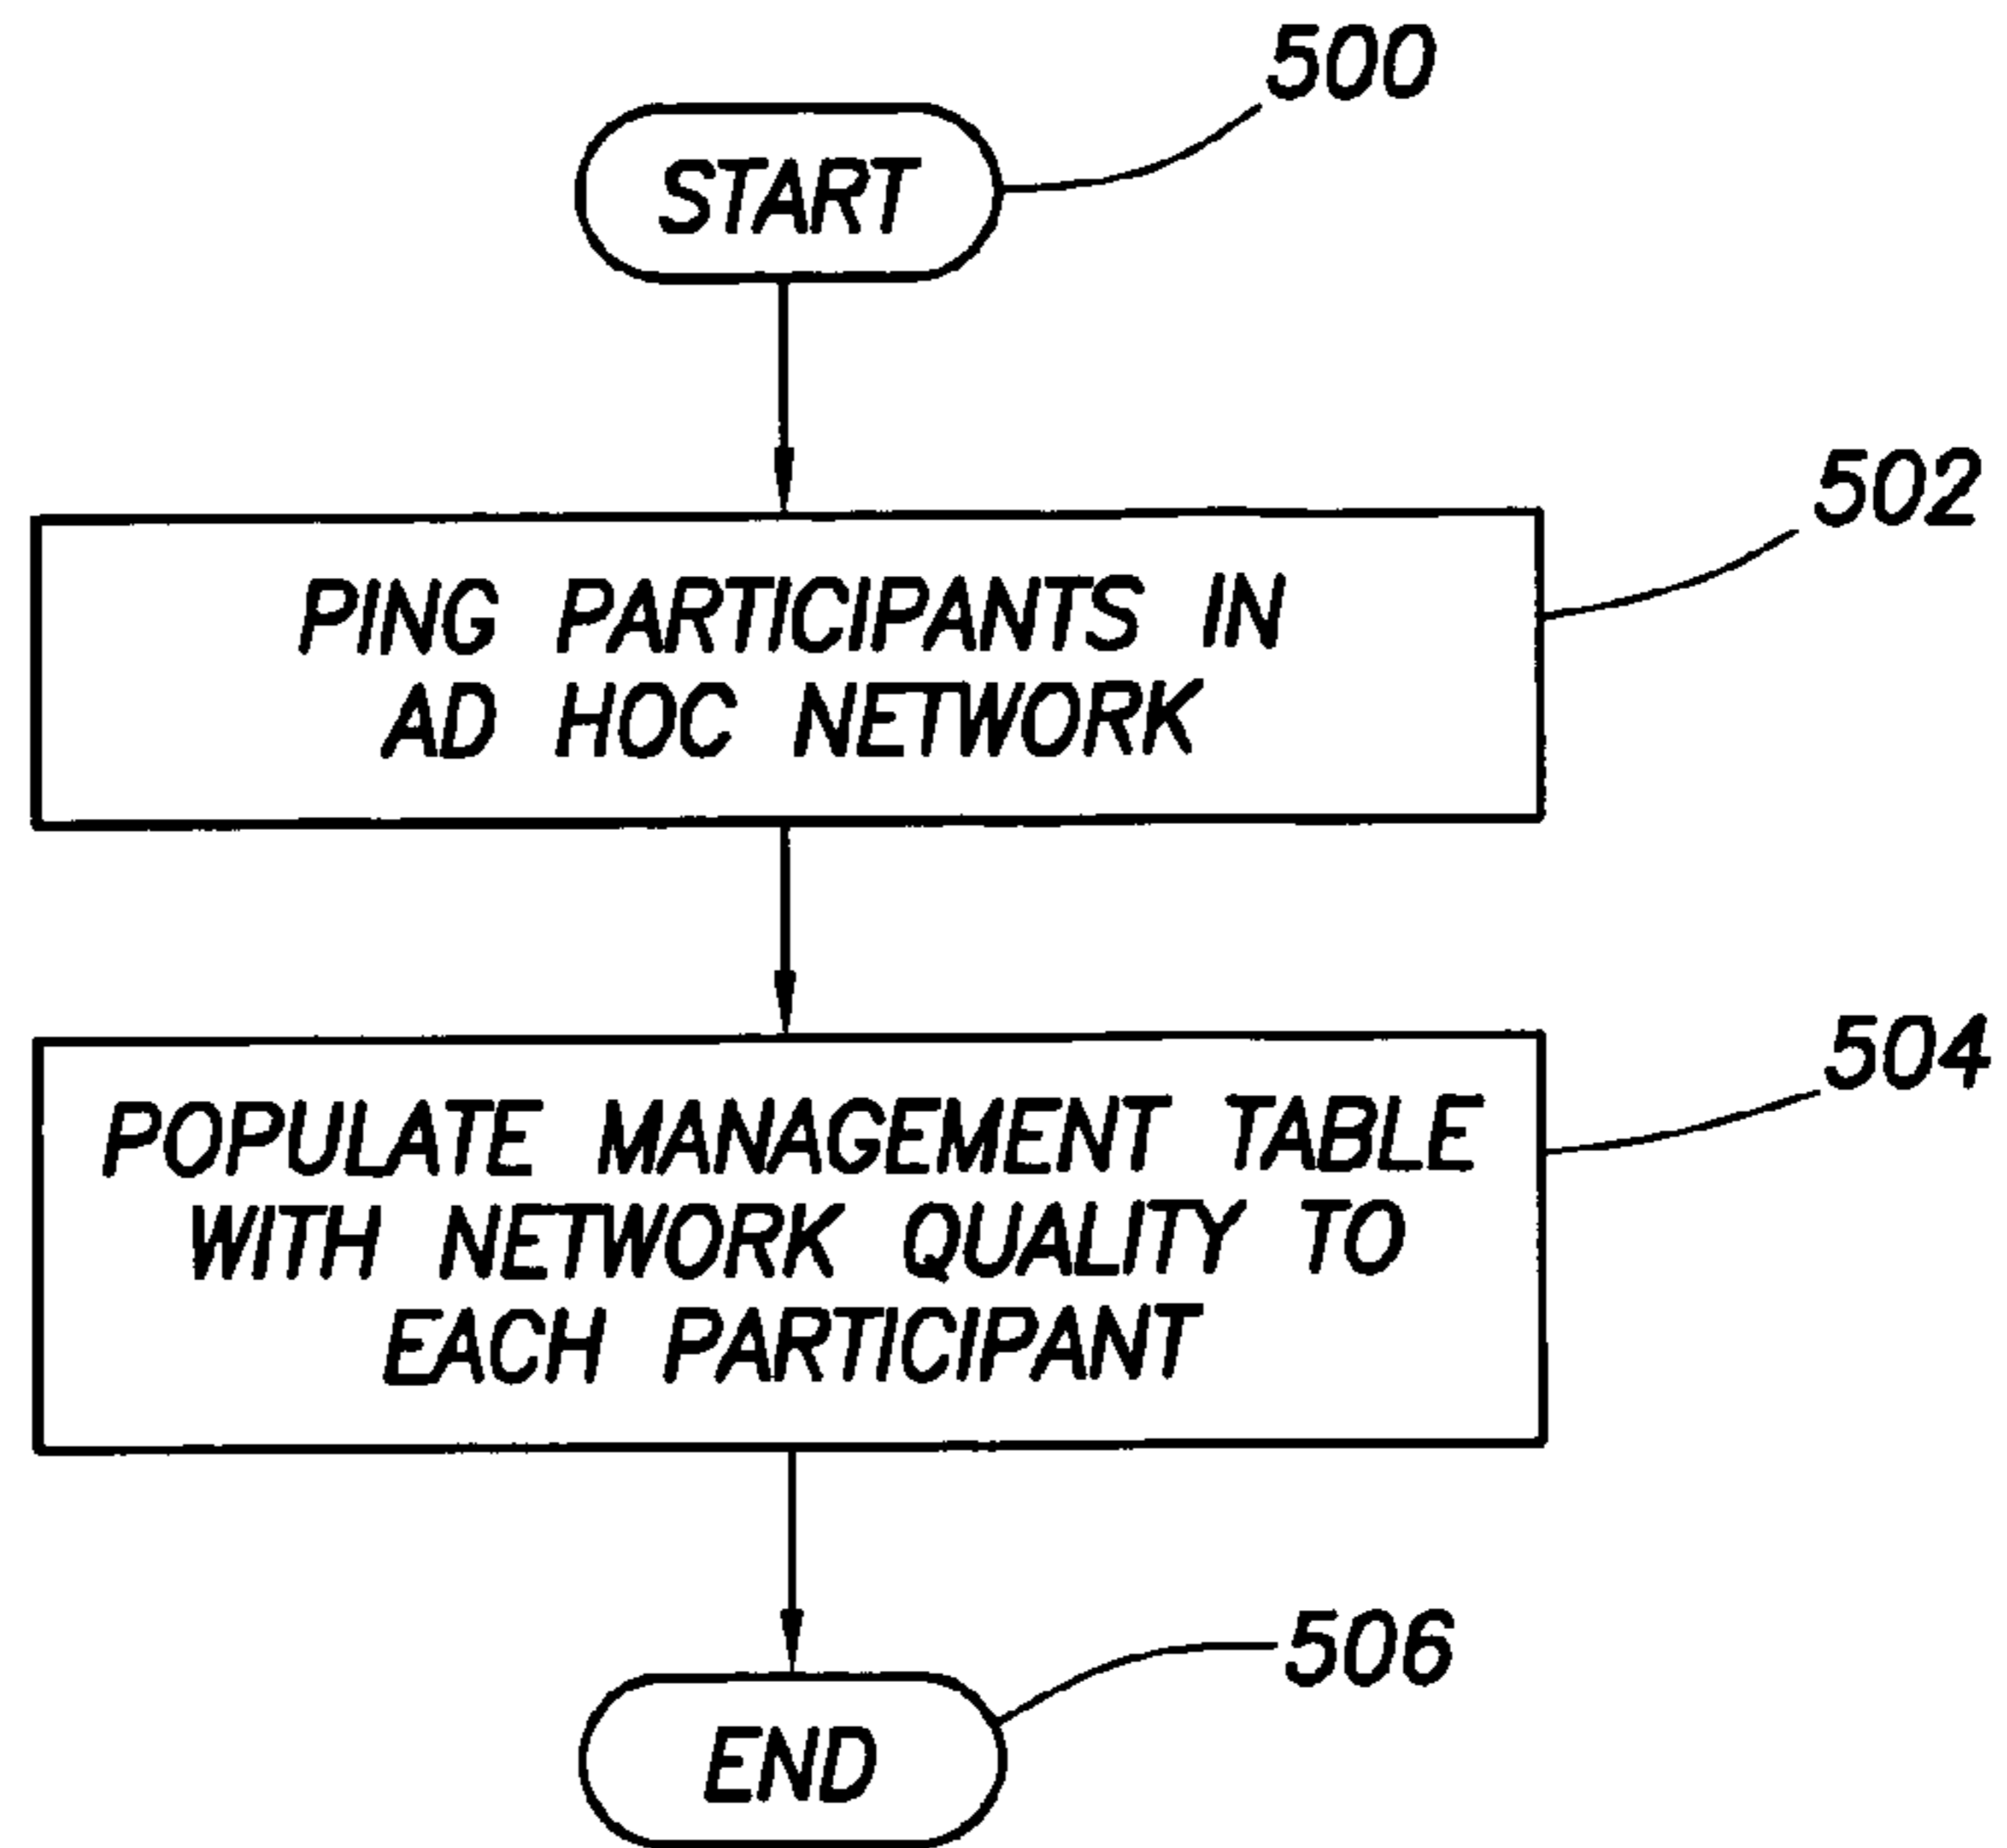 500
START
502
PING PARTICIPANTS IN
AD HOC NETWORK
504
POPULATE MANAGEMENT TABLE
WITH NETWORK QUALITY TO
EACH PARTICIPANT
506
END